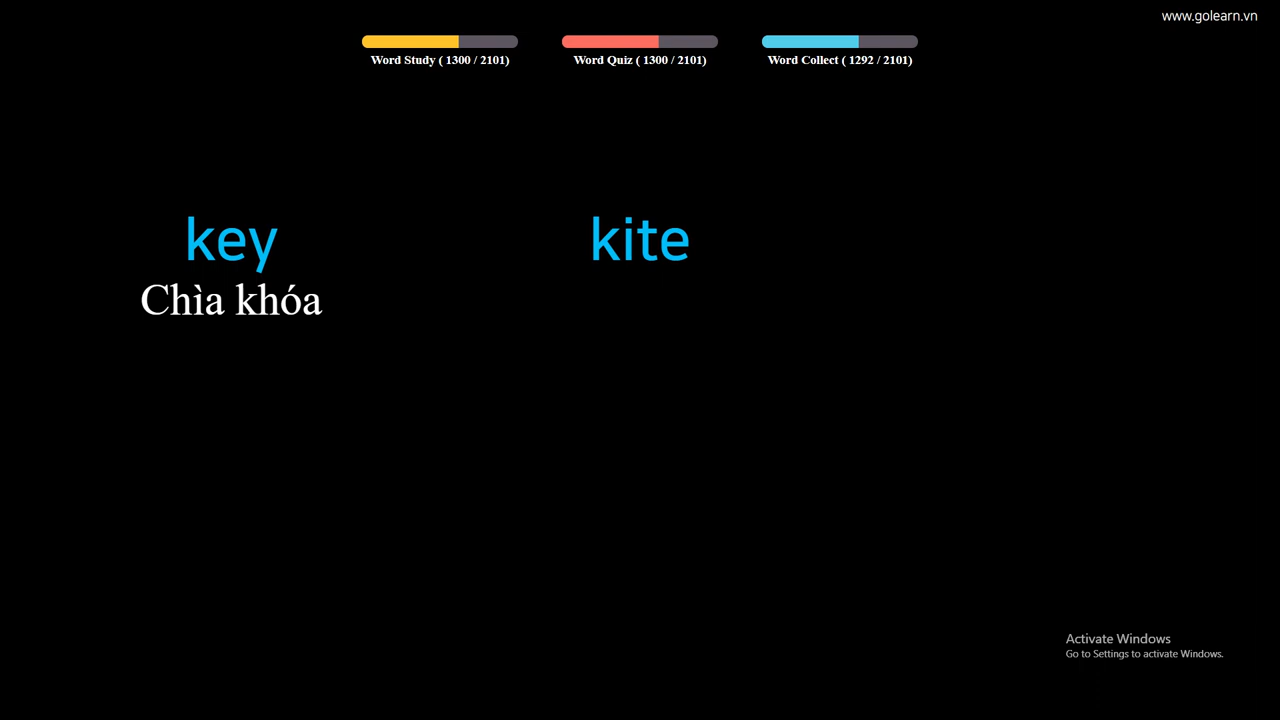 www.golearn.vn
Word Study ( 1300 / 2101)
Word Quiz ( 1300 / 2101)
Word Collect ( 1292 / 2101)
key
kite
Chìa khóa
Activate Windows
Go to Settings to activate Windows.